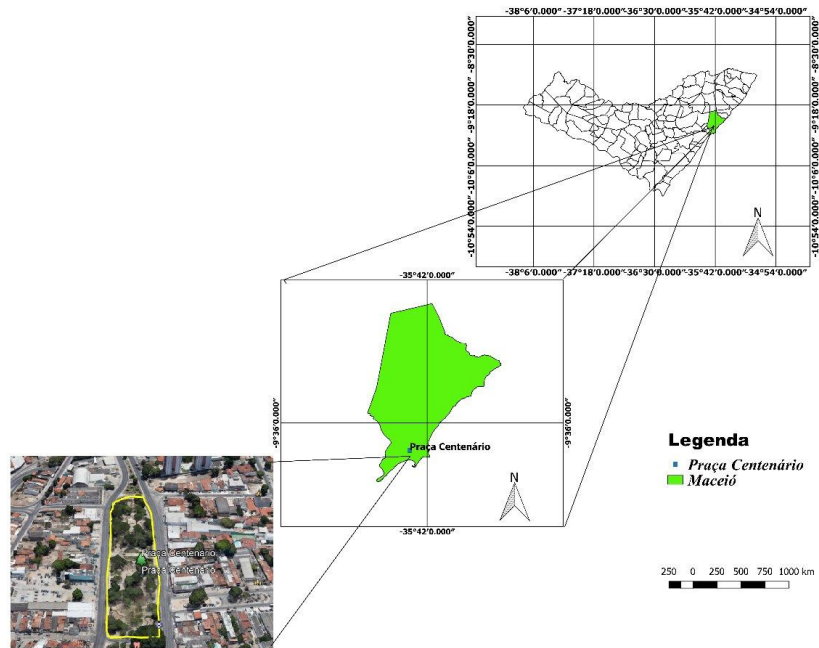 -38°6'0.000" -37°18'0.000" -36°30'0.000" -35°42'0.000" -34°54'0.000"
-8°30'0.000"
-8°30'0.000"
-9°18'0.000"
-9°18'0.000"
-10°6'0.000"
-10°6'0.000"
-10°54'0.000"
-10°54'0.000"
N
-38°6'0.000" -37°18'0.000" -36°30'0.000" -35°42'0.000" -34°54'0.000"
-35°42'0.000"
-9°36'0.000"
-9°36'0.000"
Praça Centenário
N
-35°42'0.000"
Praça Centenário
Praça Centenário
Legenda
Praça Centenário
Maceió
250 0 250 500 750 1000 km